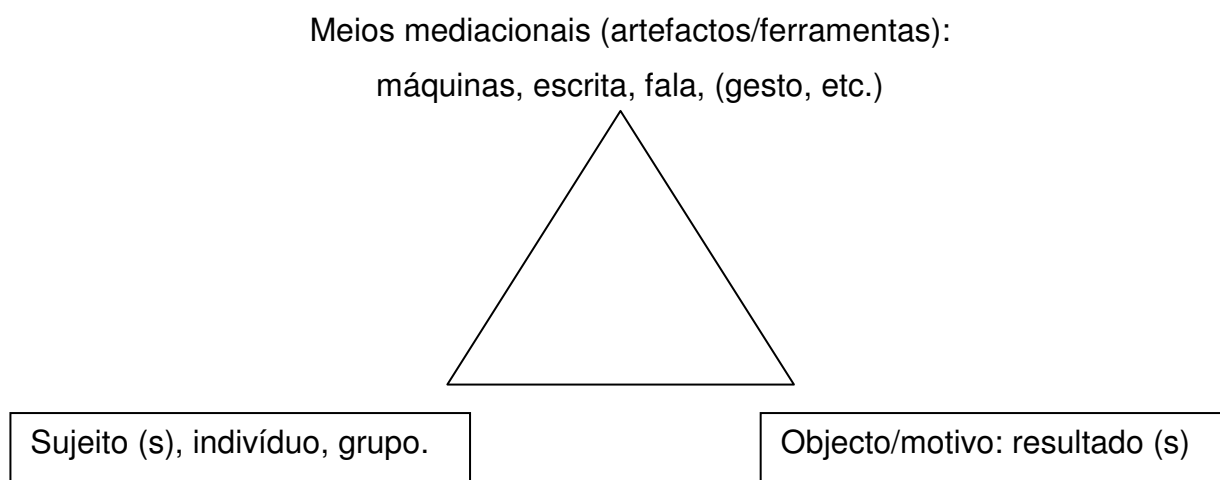 Meios mediacionais (artefactos/ferramentas):
máquinas, escrita, fala, (gesto, etc.)
Sujeito (s), indivíduo, grupo.
Objecto/motivo: resultado (s)